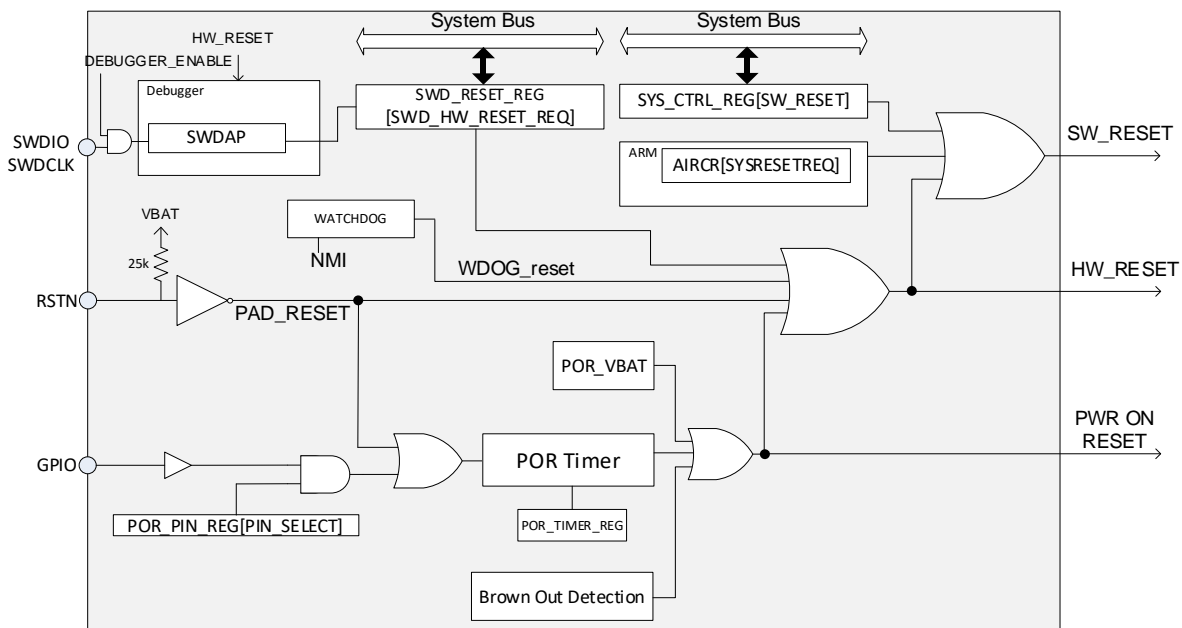 System Bus
System Bus
HW_RESET
DEBUGGER_ENABLE
Debugger
SWDAP
SWD_RESET_REG
[SWD_HW_RESET_REQ]
SYS_CTRL_REG[SW_RESET]
SWDIO
SWDCLK
ARM
AIRCR[SYSRESETREQ]
SW_RESET
VBAT
25k
WATCHDOG
NMI
WDOG_reset
HW_RESET
RSTN
PAD_RESET
POR_VBAT
PWR ON
RESET
GPIO
POR Timer
POR_PIN_REG[PIN_SELECT]
POR_TIMER_REG
Brown Out Detection